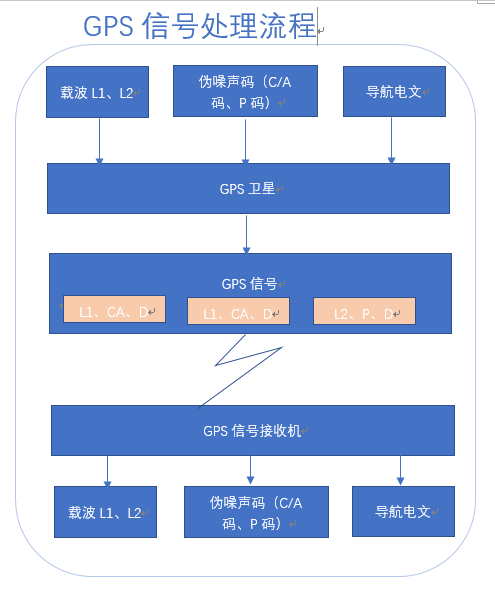 GPS 信号处理流程
载波 L1、L2
伪噪声码（C/A
码、P 码）
导航电文
GPS 卫星
GPS 信号
L1、CA、D
L1、CA、D
L2、P、D
GPS 信号接收机
载波 L1、L2
伪噪声码（C/A
码、P 码）
导航电文